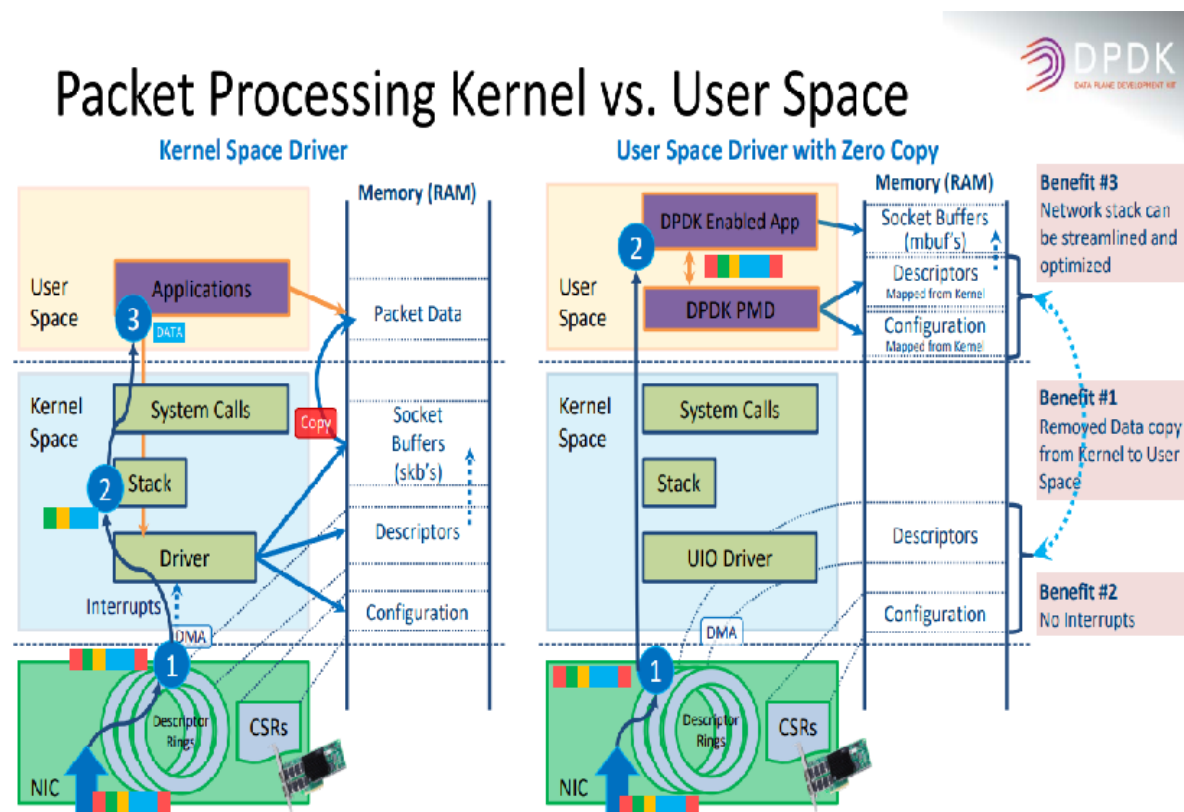 DPDK
DATA PLANE DEVELOPMENT KIT
Packet Processing Kernel vs. User Space
Kernel Space Driver
Memory (RAM)
User
Space
Applications
3
DATA
Packet Data
Kernel
Space
System Calls
Copy
Socket
Buffers
(skb's)
2
Stack
Descriptors
Driver
Interrupts
Configuration
DMA
1
Descriptor
Rings
CSRs
NIC
User Space Driver with Zero Copy
Memory (RAM)
DPDK Enabled App
2
Socket Buffers
(mbuf's)
User
Space
Descriptors
Mapped from Kernel
DPDK PMD
Configuration
Mapped from Kernel
Kernel
Space
System Calls
Stack
Descriptors
UIO Driver
Configuration
DMA
1
Descriptor
Rings
CSRs
NIC
Benefit #3
Network stack can
be streamlined and
optimized
Benefit #1
Removed Data copy
from Kernel to User
Space
Benefit #2
No Interrupts